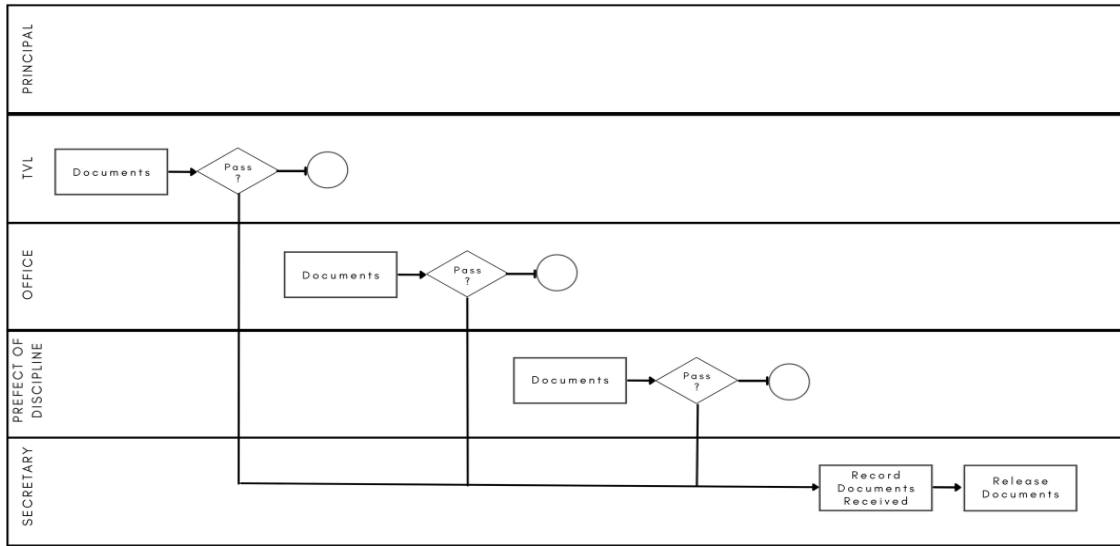 PRINCIPAL
TVL
Documents
Pass
?
OFFICE
Documents
Pass
?
PREFECT OF
DISCIPLINE
Documents
Pass
?
SECRETARY
Record
Documents
Received
Release
Documents